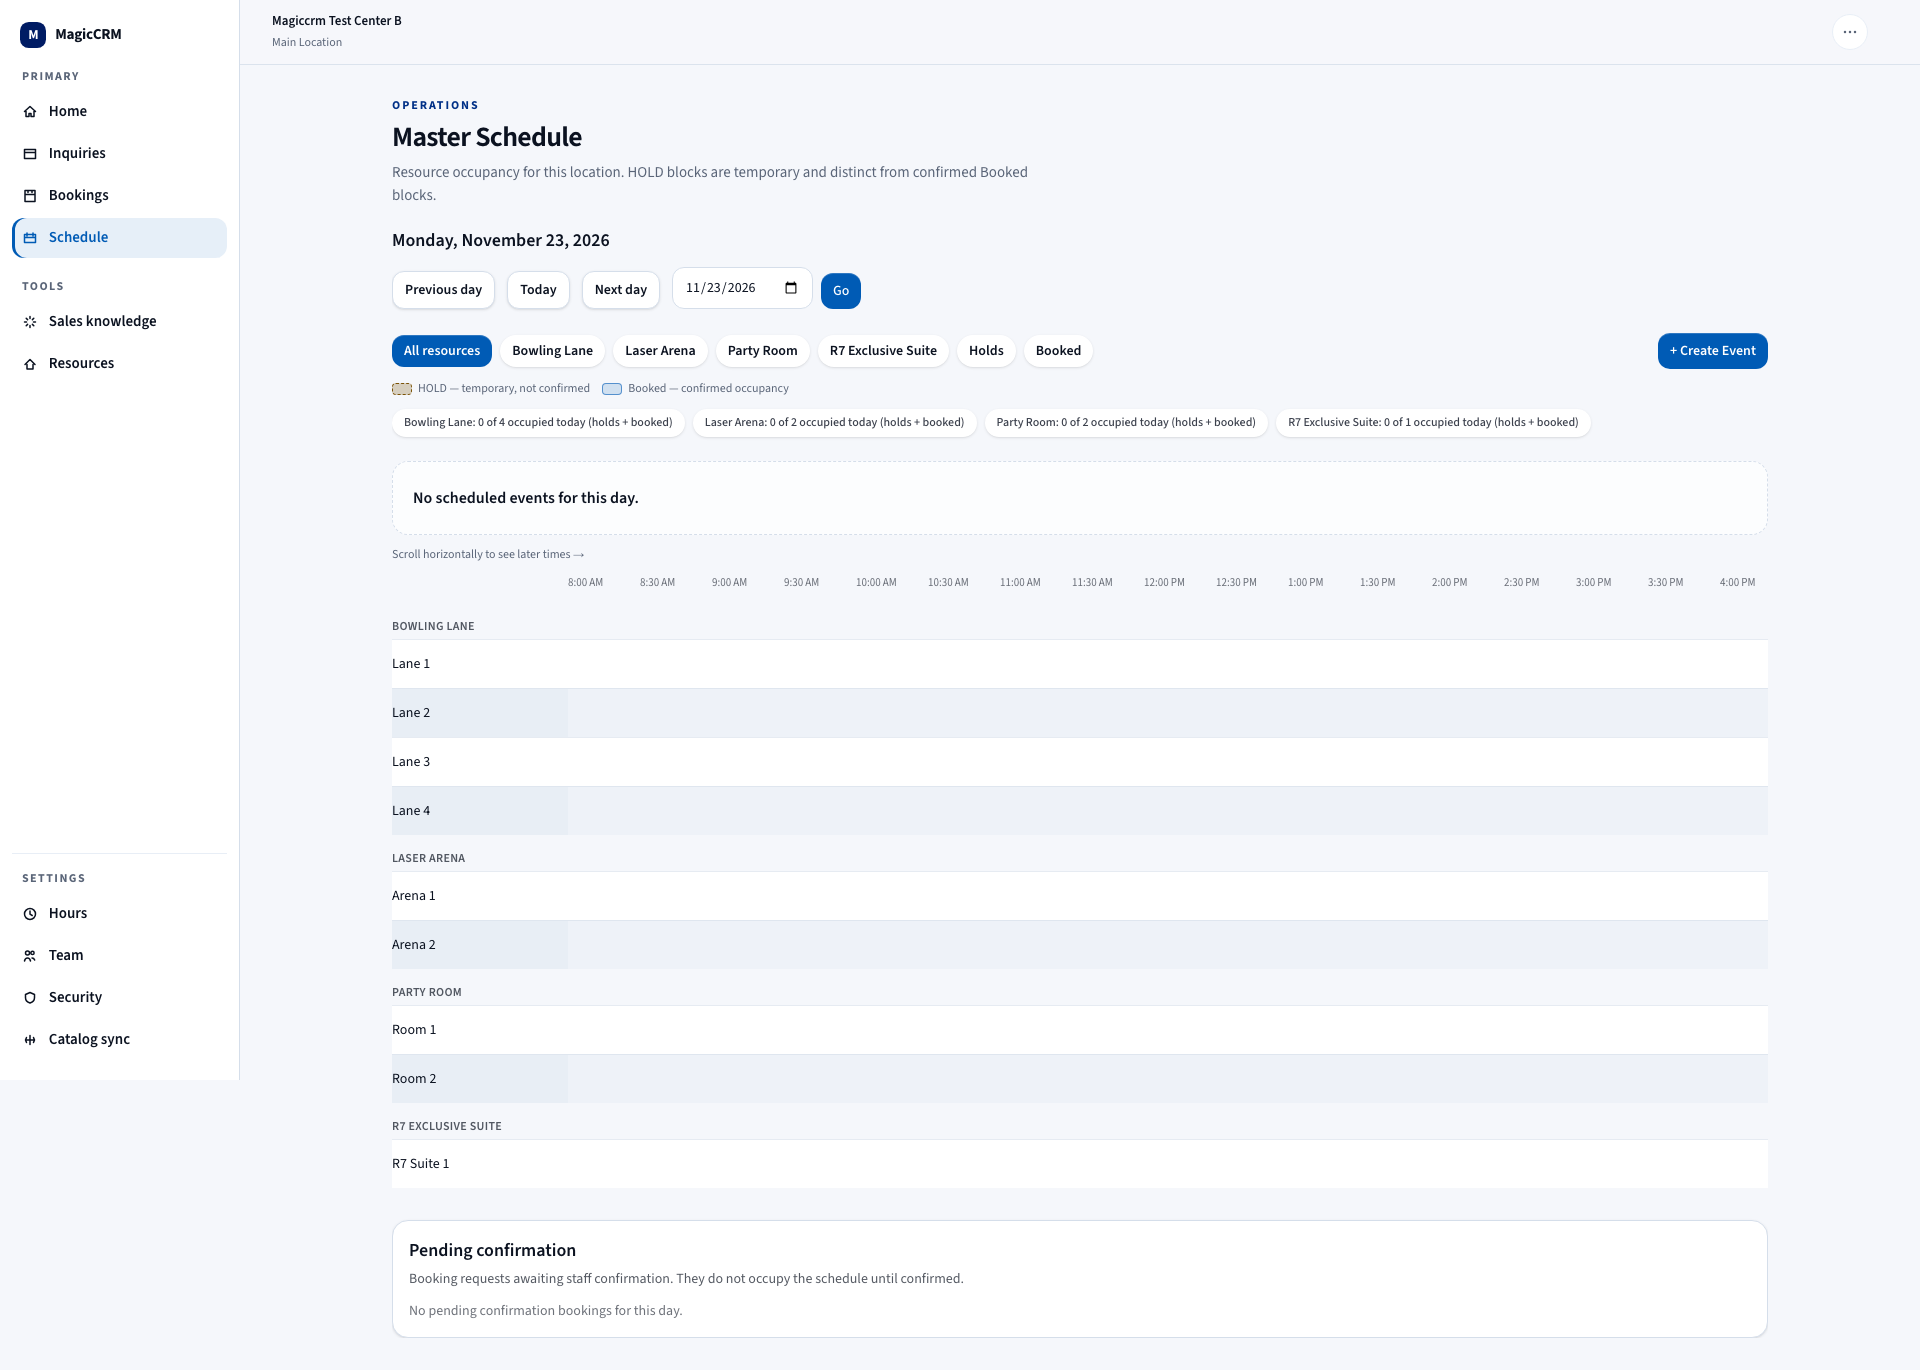 M MagicCRM
PRIMARY
Home
Inquiries
Bookings
Schedule
TOOLS
Sales knowledge
Resources
SETTINGS
Hours
Team
Security
Catalog sync
Magiccrm Test Center B
Main Location
OPERATIONS
Master Schedule
Resource occupancy for this location. HOLD blocks are temporary and distinct from confirmed Booked
blocks.
Monday, November 23, 2026
Previous day Today Next day 11/23/2026 Go
All resources Bowling Lane Laser Arena Party Room R7 Exclusive Suite Holds Booked + Create Event
HOLD — temporary, not confirmed Booked — confirmed occupancy
Bowling Lane: 0 of 4 occupied today (holds + booked) Laser Arena: 0 of 2 occupied today (holds + booked) Party Room: 0 of 2 occupied today (holds + booked) R7 Exclusive Suite: 0 of 1 occupied today (holds + booked)
No scheduled events for this day.
Scroll horizontally to see later times →
8:00 AM 8:30 AM 9:00 AM 9:30 AM 10:00 AM 10:30 AM 11:00 AM 11:30 AM 12:00 PM 12:30 PM 1:00 PM 1:30 PM 2:00 PM 2:30 PM 3:00 PM 3:30 PM 4:00 PM
BOWLING LANE
Lane 1
Lane 2
Lane 3
Lane 4
LASER ARENA
Arena 1
Arena 2
PARTY ROOM
Room 1
Room 2
R7 EXCLUSIVE SUITE
R7 Suite 1
Pending confirmation
Booking requests awaiting staff confirmation. They do not occupy the schedule until confirmed.
No pending confirmation bookings for this day.